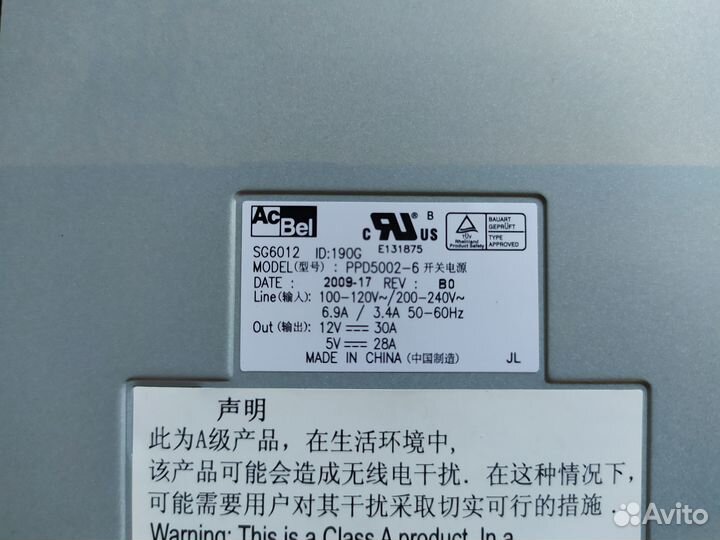 AcBel
C RU US B
E131875
TÜV Rheinland Product Safety
BAUART GEPRÜFT
TYPE APPROVED
SG6012 ID:190G
MODEL(型号): PPD5002-6 开关电源
DATE : 2009-17 REV : B0
Line(输入): 100-120V~/200-240V~
6.9A / 3.4A 50-60Hz
Out(输出): 12V⎓30A
5V⎓28A
MADE IN CHINA (中国制造) JL
声明
此为A级产品，在生活环境中,
该产品可能会造成无线电干扰. 在这种情况下，
可能需要用户对其干扰采取切实可行的措施.
Warning: This is a Class A product. In a
Avito